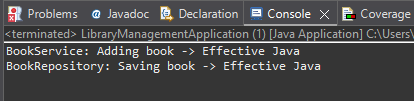 Problems Javadoc Declaration Console Coverage
<terminated> LibraryManagementApplication (1) [Java Application] C:\Users\
BookService: Adding book -> Effective Java
BookRepository: Saving book -> Effective Java